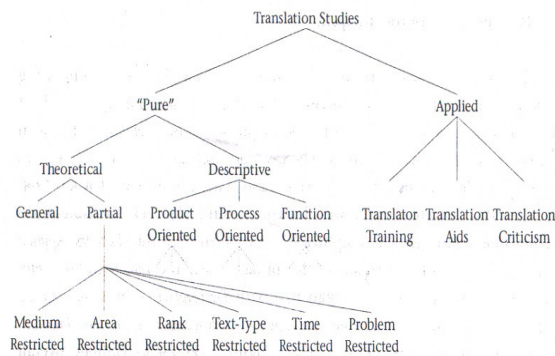 Translation Studies
"Pure" Applied
Theoretical Descriptive
General Partial Product Process Function Translator Translation Translation
Oriented Oriented Oriented Training Aids Criticism
Medium Area Rank Text-Type Time Problem
Restricted Restricted Restricted Restricted Restricted Restricted